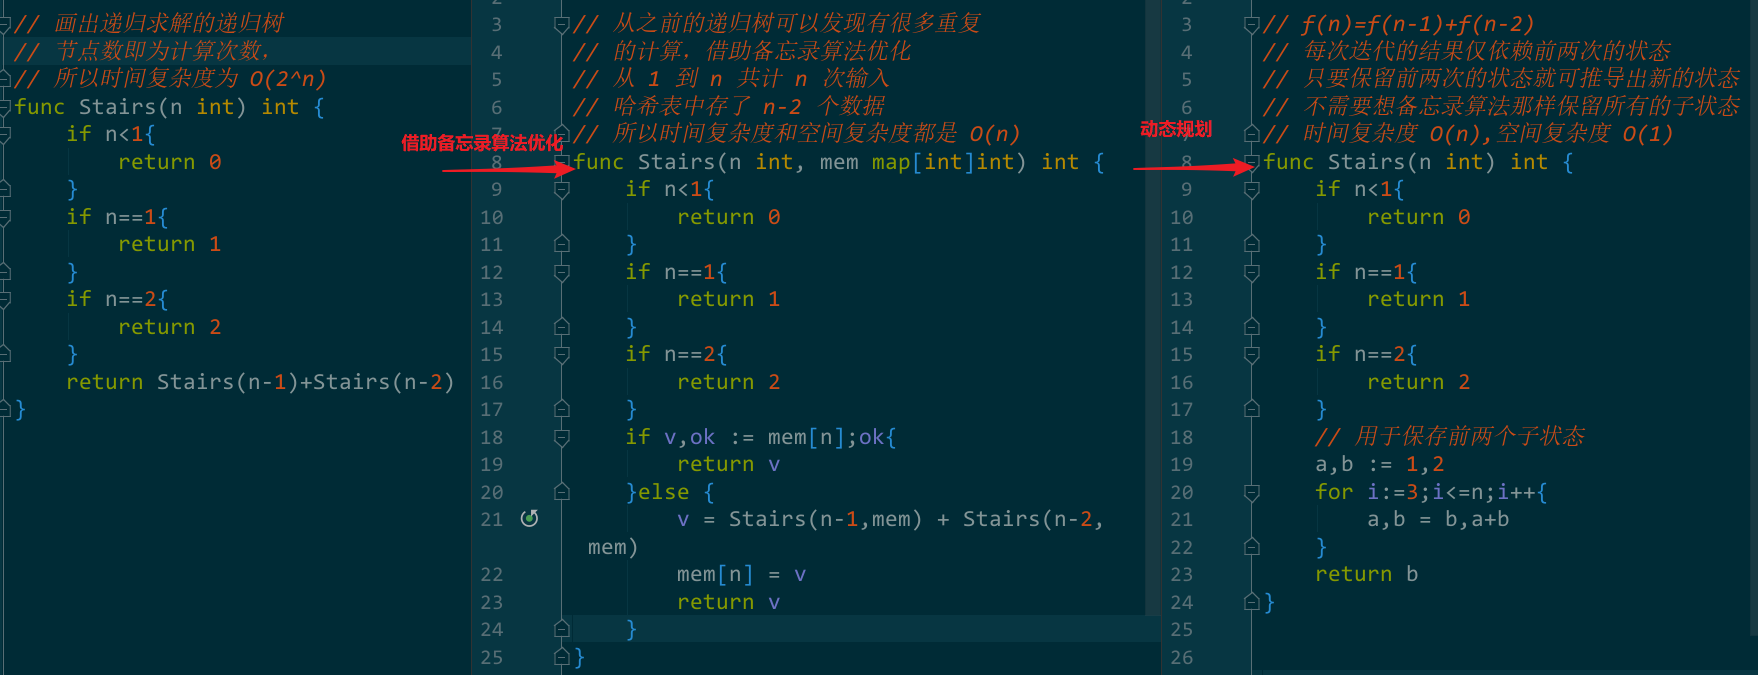 // 画出递归求解的递归树
// 节点数即为计算次数，
// 所以时间复杂度为 O(2^n)
func Stairs(n int) int {
    if n<1{
        return 0
    }
    if n==1{
        return 1
    }
    if n==2{
        return 2
    }
    return Stairs(n-1)+Stairs(n-2)
}
借助备忘录算法优化
3 // 从之前的递归树可以发现有很多重复
4 // 的计算，借助备忘录算法优化
5 // 从 1 到 n 共计 n 次输入
6 // 哈希表中存了 n-2 个数据
7 // 所以时间复杂度和空间复杂度都是 O(n)
8 func Stairs(n int, mem map[int]int) int {
9     if n<1{
10         return 0
11     }
12     if n==1{
13         return 1
14     }
15     if n==2{
16         return 2
17     }
18     if v,ok := mem[n];ok{
19         return v
20     }else {
21         v = Stairs(n-1,mem) + Stairs(n-2,
mem)
22         mem[n] = v
23         return v
24     }
25 }
动态规划
3 // f(n)=f(n-1)+f(n-2)
4 // 每次迭代的结果仅依赖前两次的状态
5 // 只要保留前两次的状态就可推导出新的状态
6 // 不需要想备忘录算法那样保留所有的子状态
7 // 时间复杂度 O(n),空间复杂度 O(1)
8 func Stairs(n int) int {
9     if n<1{
10         return 0
11     }
12     if n==1{
13         return 1
14     }
15     if n==2{
16         return 2
17     }
18     // 用于保存前两个子状态
19     a,b := 1,2
20     for i:=3;i<=n;i++{
21         a,b = b,a+b
22     }
23     return b
24 }
25
26